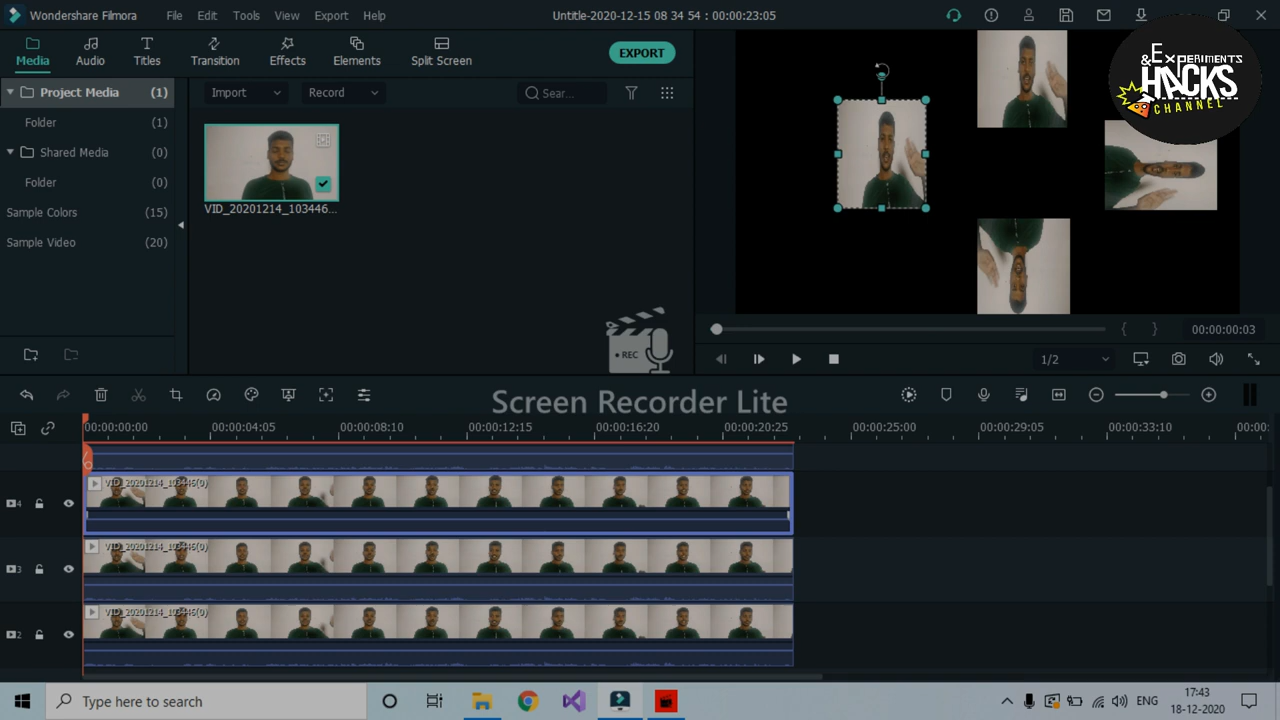 Wondershare Filmora
File
Edit
Tools
View
Export
Help
Untitle-2020-12-15 08 34 54 : 00:00:23:05
Media
Audio
Titles
Transition
Effects
Elements
Split Screen
EXPORT
Project Media
(1)
Folder
(1)
Shared Media
(0)
Folder
(0)
Sample Colors
(15)
Sample Video
(20)
Import
Record
Sear...
VID_20201214_103446...
& EXPERIMENTS
HACKS
CHANNEL
REC
00:00:00:03
1/2
Screen Recorder Lite
00:00:00:00
00:00:04:05
00:00:08:10
00:00:12:15
00:00:16:20
00:00:20:25
00:00:25:00
00:00:29:05
00:00:33:10
00:00:
4
VID_20201214_103446(0)
3
VID_20201214_103446(0)
2
VID_20201214_103446(0)
Type here to search
ENG
17:43
18-12-2020